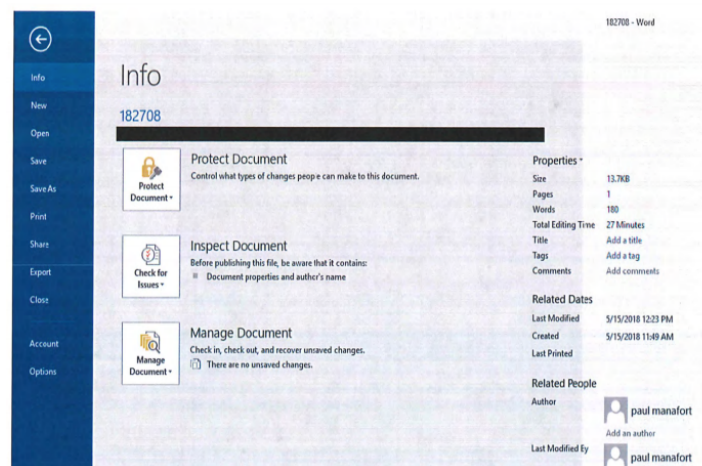 182708 - Word
Info
New
Open
Save
Save As
Print
Share
Export
Close
Account
Options
Info
182708
Protect Document
Control what types of changes people can make to this document.
Protect
Document
Inspect Document
Before publishing this file, be aware that it contains:
Document properties and author's name
Check for
Issues
Manage Document
Check in, check out, and recover unsaved changes.
There are no unsaved changes.
Manage
Document
Properties
Size 13.7KB
Pages 1
Words 180
Total Editing Time 27 Minutes
Title Add a title
Tags Add a tag
Comments Add comments
Related Dates
Last Modified 5/15/2018 12:23 PM
Created 5/15/2018 11:49 AM
Last Printed
Related People
Author paul manafort
Add an author
Last Modified By paul manafort